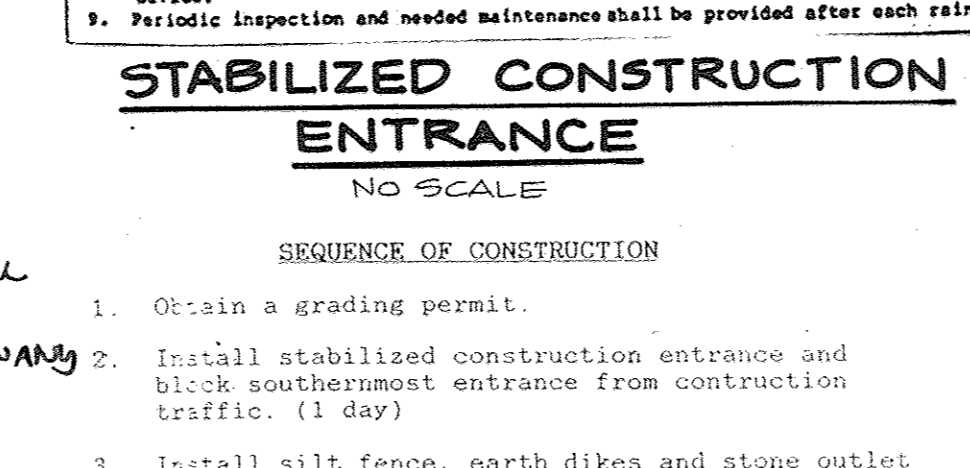 9. Periodic inspection and needed maintenance shall be provided after each rain
STABILIZED CONSTRUCTION
ENTRANCE
NO SCALE
SEQUENCE OF CONSTRUCTION
1. Obtain a grading permit.
2. Install stabilized construction entrance and
block southernmost entrance from contruction
traffic. (1 day)
3. Install silt fence, earth dikes and stone outlet